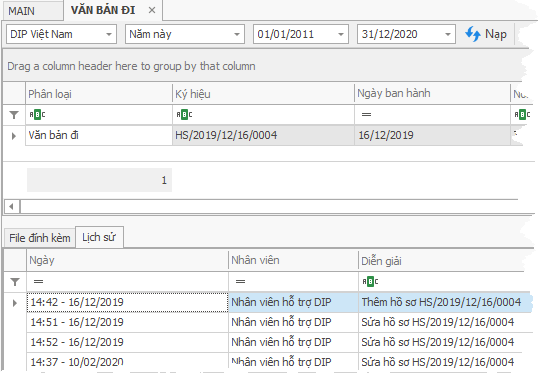 MAIN VĂN BẢN ĐI
DIP Việt Nam Năm này 01/01/2011 31/12/2020 Nạp
Drag a column header here to group by that column
Phân loại Ký hiệu Ngày ban hành
ABC ABC =
Văn bản đi HS/2019/12/16/0004 16/12/2019
1
File đính kèm Lịch sử
Ngày Nhân viên Diễn giải
= = ABC
14:42 - 16/12/2019 Nhân viên hỗ trợ DIP Thêm hồ sơ HS/2019/12/16/0004
14:51 - 16/12/2019 Nhân viên hỗ trợ DIP Sửa hồ sơ HS/2019/12/16/0004
14:52 - 16/12/2019 Nhân viên hỗ trợ DIP Sửa hồ sơ HS/2019/12/16/0004
14:37 - 10/02/2020 Nhân viên hỗ trợ DIP Sửa hồ sơ HS/2019/12/16/0004